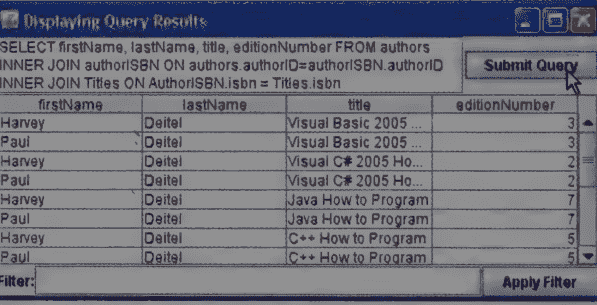 Displaying Query Results
SELECT firstName, lastName, title, editionNumber FROM authors
INNER JOIN authorISBN ON authors.authorID=authorISBN.authorID
INNER JOIN Titles ON AuthorISBN.isbn = Titles.isbn
Submit Query
firstName lastName title editionNumber
Harvey Deitel Visual Basic 2005 ... 3
Paul Deitel Visual Basic 2005 ... 3
Harvey Deitel Visual C# 2005 Ho... 2
Paul Deitel Visual C# 2005 Ho... 2
Harvey Deitel Java How to Program 7
Paul Deitel Java How to Program 7
Harvey Deitel C++ How to Program 5
Paul Deitel C++ How to Program 5
Filter: Apply Filter